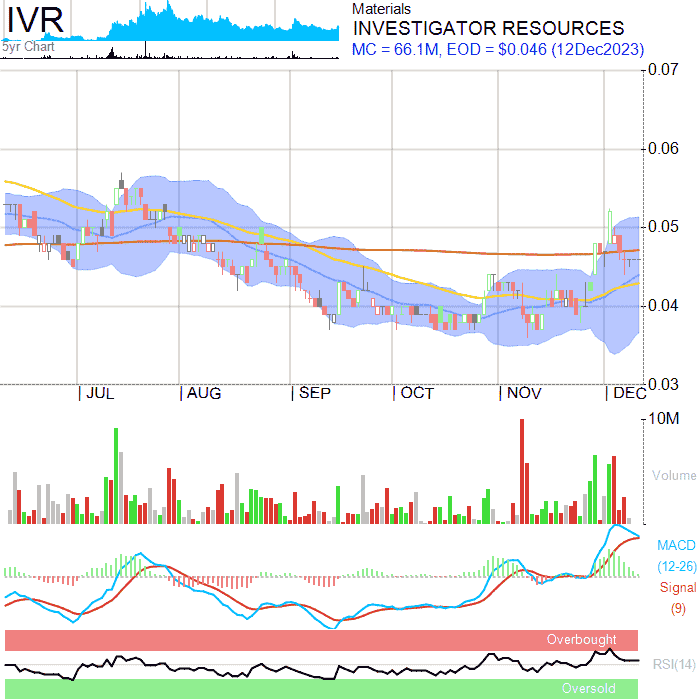 IVR
5yr Chart
Materials
INVESTIGATOR RESOURCES
MC = 66.1M, EOD = $0.046 (12Dec2023)
0.07
0.06
0.05
0.04
0.03
JUL AUG SEP OCT NOV DEC
10M
Volume
MACD
(12-26)
Signal
(9)
Overbought
RSI(14)
Oversold